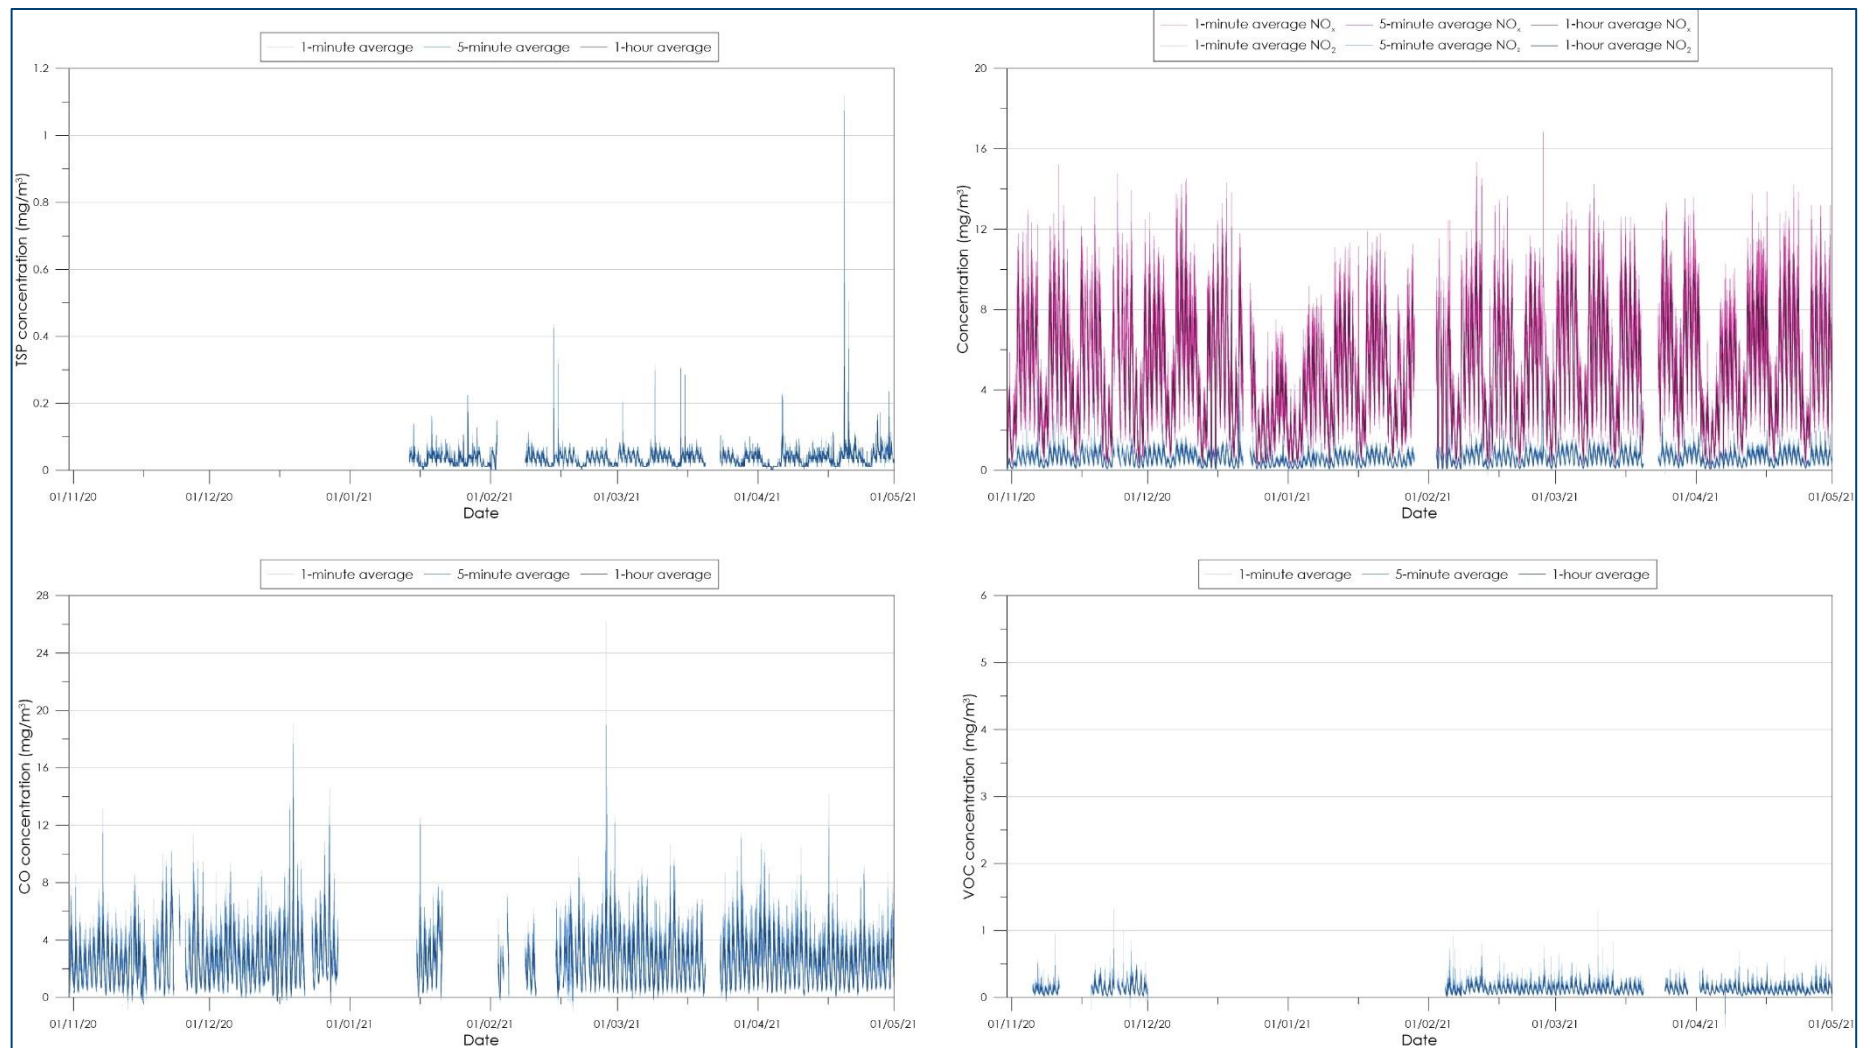 1-minute average 5-minute average 1-hour average
1.2
1
0.8
0.6
0.4
0.2
0
TSP concentration (mg/m³)
01/11/20 01/12/20 01/01/21 01/02/21 01/03/21 01/04/21 01/05/21
Date
1-minute average NOₓ 5-minute average NOₓ 1-hour average NOₓ
1-minute average NO₂ 5-minute average NO₂ 1-hour average NO₂
20
16
12
8
4
0
Concentration (mg/m³)
01/11/20 01/12/20 01/01/21 01/02/21 01/03/21 01/04/21 01/05/21
Date
1-minute average 5-minute average 1-hour average
28
24
20
16
12
8
4
0
CO concentration (mg/m³)
01/11/20 01/12/20 01/01/21 01/02/21 01/03/21 01/04/21 01/05/21
Date
1-minute average 5-minute average 1-hour average
6
5
4
3
2
1
0
VOC concentration (mg/m³)
01/11/20 01/12/20 01/01/21 01/02/21 01/03/21 01/04/21 01/05/21
Date